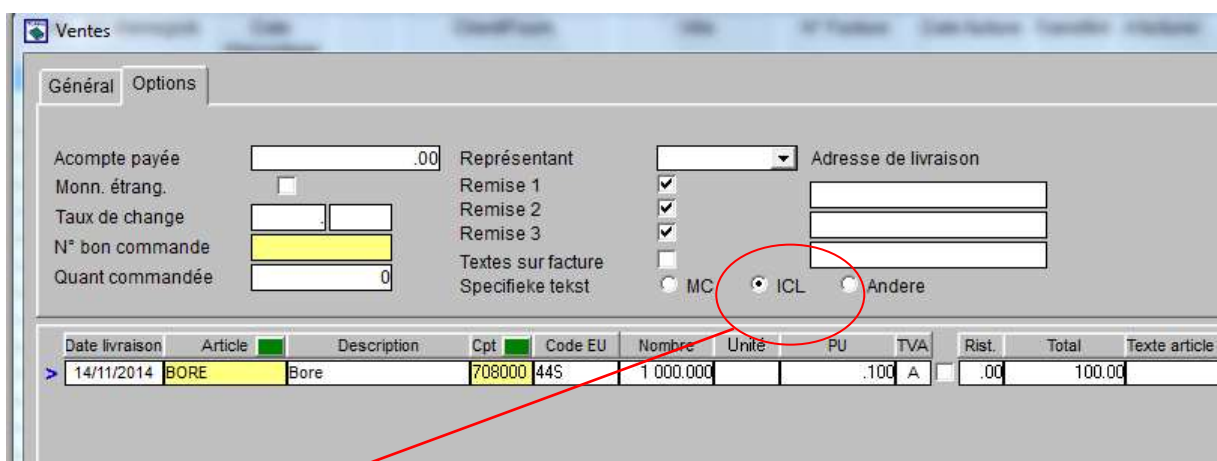 Ventes
Général Options
Acompte payée .00 Représentant Adresse de livraison
Monn. étrang. Remise 1
Taux de change . Remise 2
N° bon commande Remise 3
Textes sur facture
Quant commandée 0 Specifieke tekst MC ICL Andere
Date livraison Article Description Cpt Code EU Nombre Unité PU TVA Rist. Total Texte article
> 14/11/2014 BORE Bore 708000 44S 1 000.000 .100 A .00 100.00